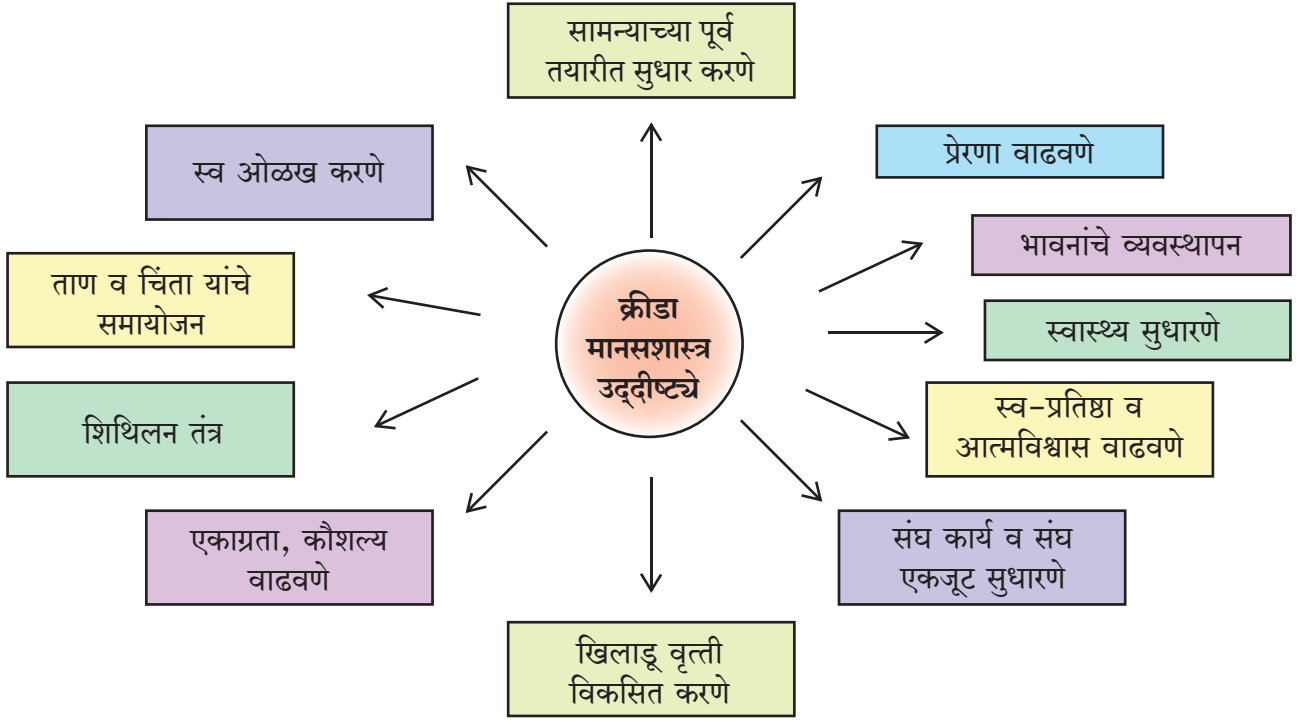 सामन्याच्या पूर्व
तयारीत सुधार करणे
प्रेरणा वाढवणे
भावनांचे व्यवस्थापन
स्वास्थ्य सुधारणे
स्व-प्रतिष्ठा व
आत्मविश्वास वाढवणे
संघ कार्य व संघ
एकजूट सुधारणे
खिलाडू वृत्ती
विकसित करणे
एकाग्रता, कौशल्य
वाढवणे
शिथिलन तंत्र
ताण व चिंता यांचे
समायोजन
स्व ओळख करणे
क्रीडा
मानसशास्त्र
उद्‌दीष्ट्ये